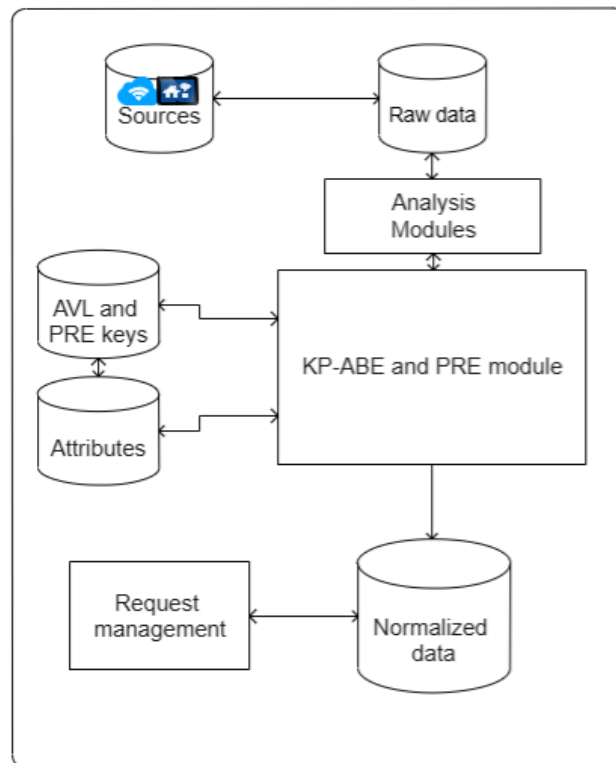 Sources
Raw data
Analysis
Modules
AVL and
PRE keys
KP-ABE and PRE module
Attributes
Request
management
Normalized
data